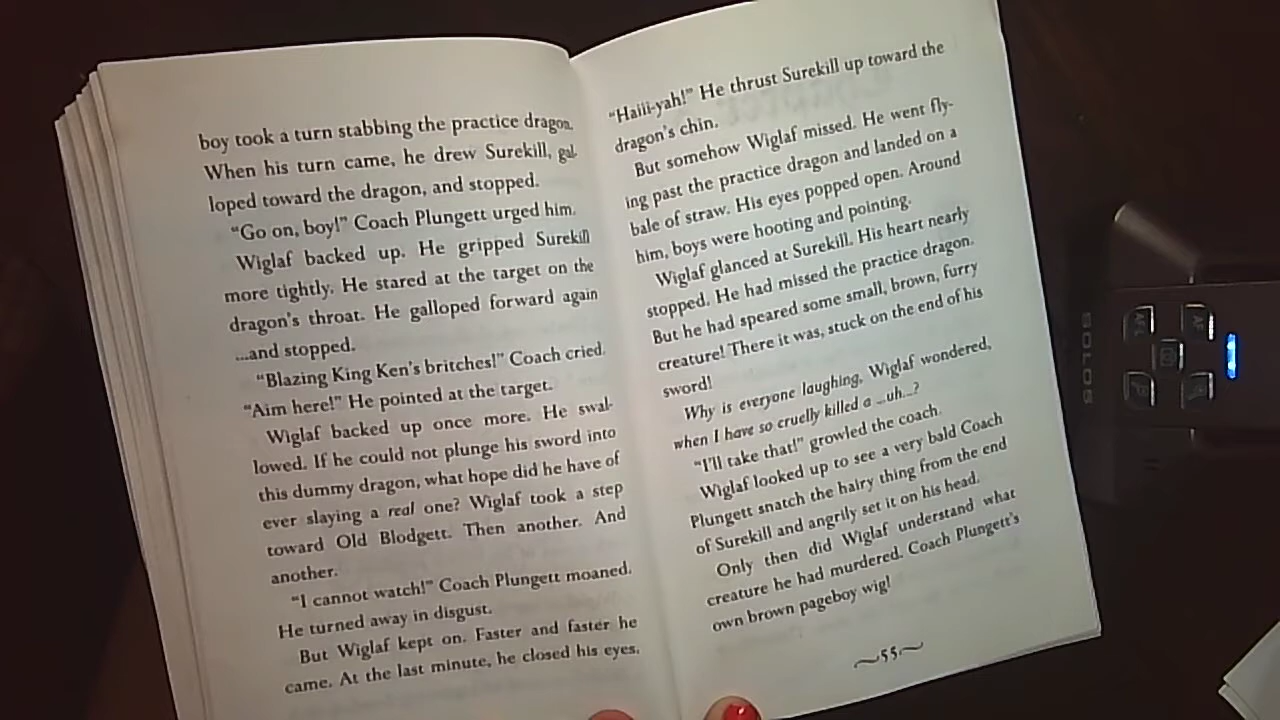 boy took a turn stabbing the practice dragon.
When his turn came, he drew Surekill, gal-
loped toward the dragon, and stopped.
"Go on, boy!" Coach Plungett urged him.
Wiglaf backed up. He gripped Surekill
more tightly. He stared at the target on the
dragon's throat. He galloped forward again
...and stopped.
"Blazing King Ken's britches!" Coach cried.
"Aim here!" He pointed at the target.
Wiglaf backed up once more. He swal-
lowed. If he could not plunge his sword into
this dummy dragon, what hope did he have of
ever slaying a real one? Wiglaf took a step
toward Old Blodgett. Then another. And
another.
"I cannot watch!" Coach Plungett moaned.
He turned away in disgust.
But Wiglaf kept on. Faster and faster he
came. At the last minute, he closed his eyes.
"Haiii-yah!" He thrust Surekill up toward the
dragon's chin.
But somehow Wiglaf missed. He went fly-
ing past the practice dragon and landed on a
bale of straw. His eyes popped open. Around
him, boys were hooting and pointing.
Wiglaf glanced at Surekill. His heart nearly
stopped. He had missed the practice dragon.
But he had speared some small, brown, furry
creature! There it was, stuck on the end of his
sword!
Why is everyone laughing, Wiglaf wondered,
when I have so cruelly killed a ...uh...?
"I'll take that!" growled the coach.
Wiglaf looked up to see a very bald Coach
Plungett snatch the hairy thing from the end
of Surekill and angrily set it on his head.
Only then did Wiglaf understand what
creature he had murdered. Coach Plungett's
own brown pageboy wig!
55
SOLO5
AF-L
AF